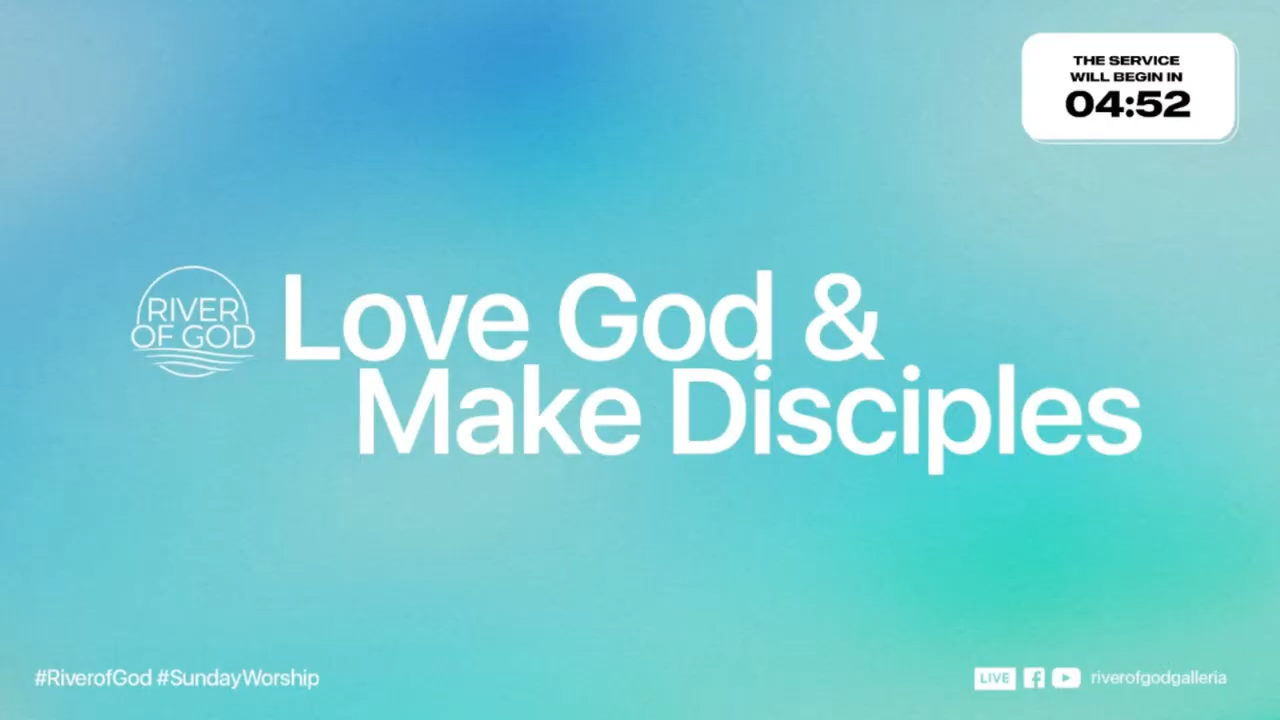 THE SERVICE
WILL BEGIN IN
04:52
RIVER
OF GOD
Love God &
Make Disciples
#RiverofGod #SundayWorship
LIVE riverofgodgalleria